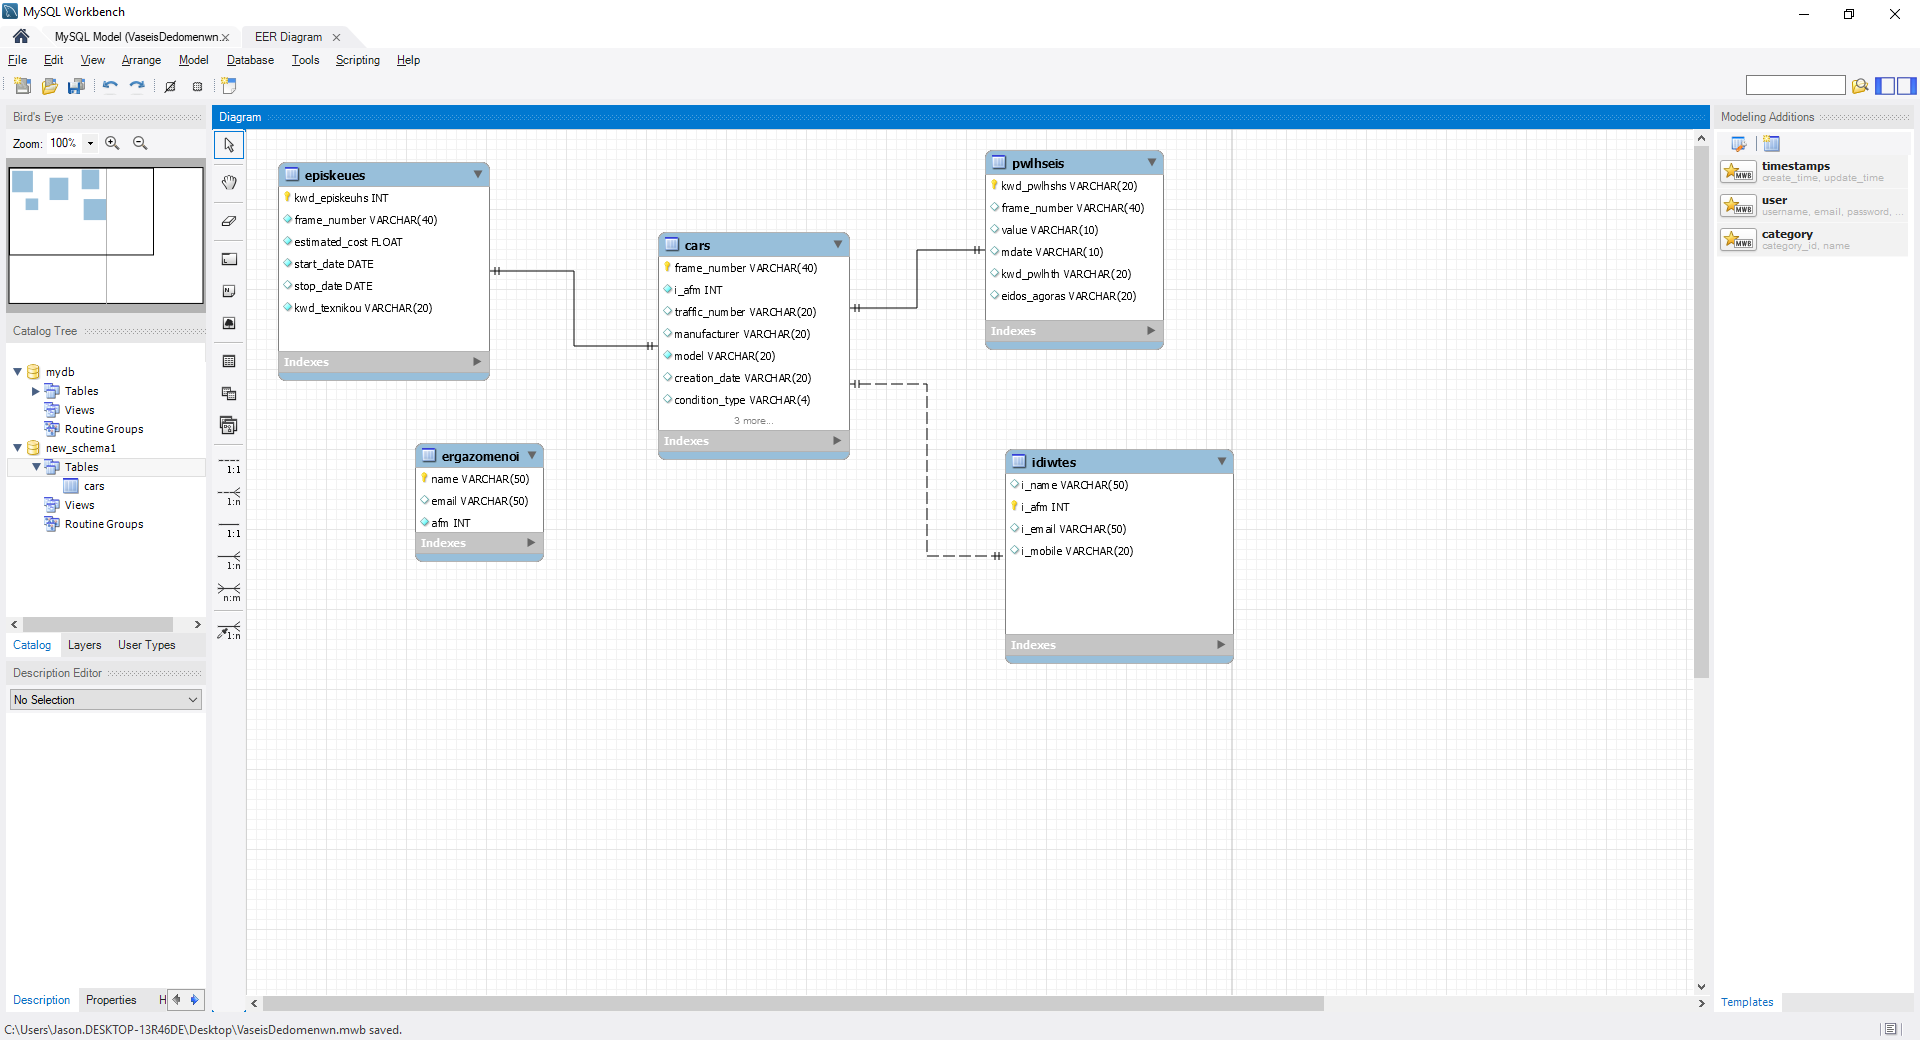 MySQL Workbench
MySQL Model (VaseisDedomenwn.
EER Diagram
File Edit View Arrange Model Database Tools Scripting Help
Bird's Eye
Zoom: 100%
Catalog Tree
mydb
Tables
Views
Routine Groups
new_schema1
Tables
cars
Views
Routine Groups
Catalog Layers User Types
Description Editor
No Selection
Description Properties H
Diagram
1:1
1:n
1:1
1:n
n:m
1:n
episkeues
kwd_episkeuhs INT
frame_number VARCHAR(40)
estimated_cost FLOAT
start_date DATE
stop_date DATE
kwd_texnikou VARCHAR(20)
Indexes
ergazomenoi
name VARCHAR(50)
email VARCHAR(50)
afm INT
Indexes
cars
frame_number VARCHAR(40)
i_afm INT
traffic_number VARCHAR(20)
manufacturer VARCHAR(20)
model VARCHAR(20)
creation_date VARCHAR(20)
condition_type VARCHAR(4)
3 more...
Indexes
pwlhseis
kwd_pwlhshs VARCHAR(20)
frame_number VARCHAR(40)
value VARCHAR(10)
mdate VARCHAR(10)
kwd_pwlhth VARCHAR(20)
eidos_agoras VARCHAR(20)
Indexes
idiwtes
i_name VARCHAR(50)
i_afm INT
i_email VARCHAR(50)
i_mobile VARCHAR(20)
Indexes
Modeling Additions
MWB
timestamps
create_time, update_time
MWB
user
username, email, password, ...
MWB
category
category_id, name
Templates
C:\Users\Jason.DESKTOP-13R46DE\Desktop\VaseisDedomenwn.mwb saved.